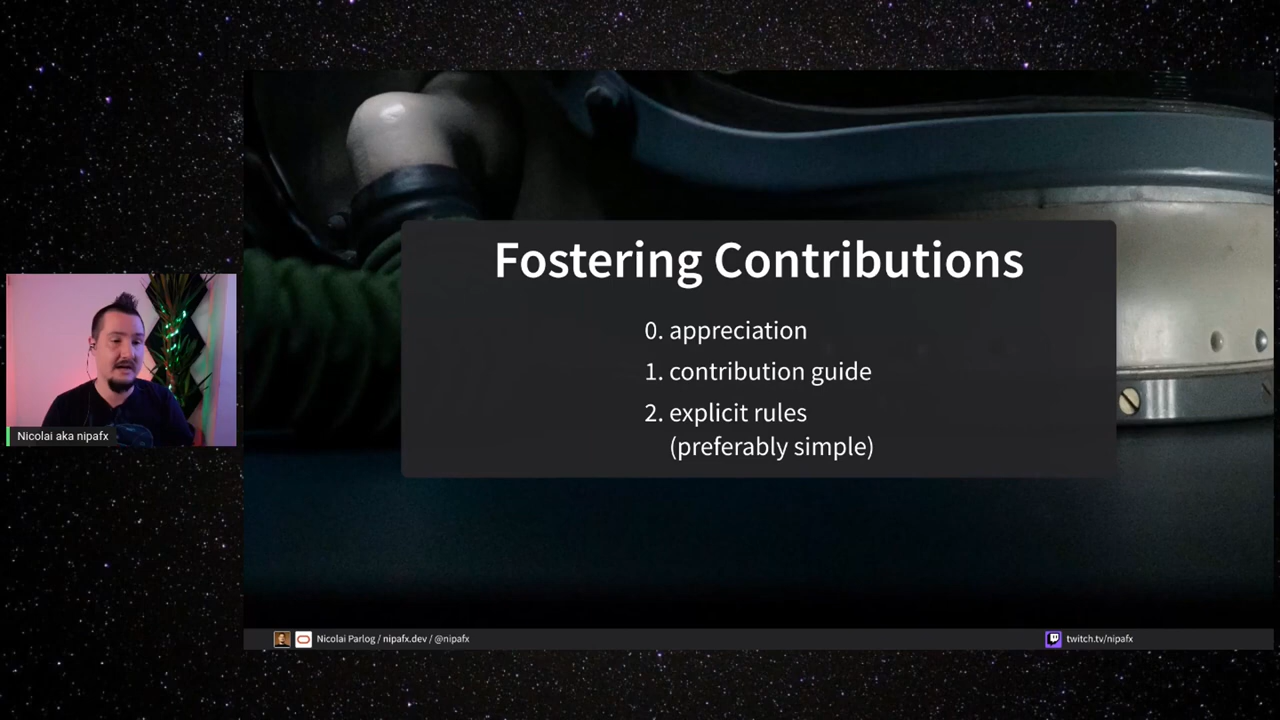 Fostering Contributions
0. appreciation
1. contribution guide
2. explicit rules
(preferably simple)
Nicolai aka nipafx
Nicolai Parlog / nipafx.dev / @nipafx
twitch.tv/nipafx